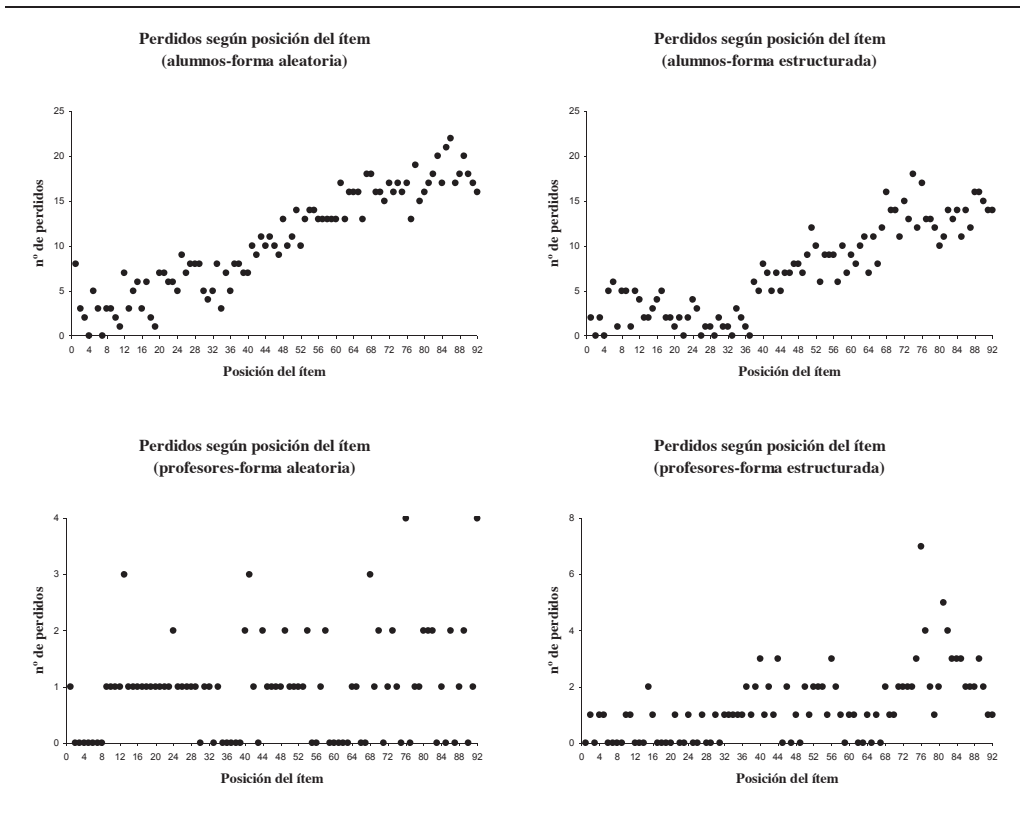 Perdidos según posición del ítem
(alumnos-forma aleatoria)
25
20
15
10
5
0
nº de perdidos
0 4 8 12 16 20 24 28 32 36 40 44 48 52 56 60 64 68 72 76 80 84 88 92
Posición del ítem
Perdidos según posición del ítem
(alumnos-forma estructurada)
25
20
15
10
5
0
nº de perdidos
0 4 8 12 16 20 24 28 32 36 40 44 48 52 56 60 64 68 72 76 80 84 88 92
Posición del ítem
Perdidos según posición del ítem
(profesores-forma aleatoria)
4
3
2
1
0
nº de perdidos
0 4 8 12 16 20 24 28 32 36 40 44 48 52 56 60 64 68 72 76 80 84 88 92
Posición del ítem
Perdidos según posición del ítem
(profesores-forma estructurada)
8
6
4
2
0
nº de perdidos
0 4 8 12 16 20 24 28 32 36 40 44 48 52 56 60 64 68 72 76 80 84 88 92
Posición del ítem